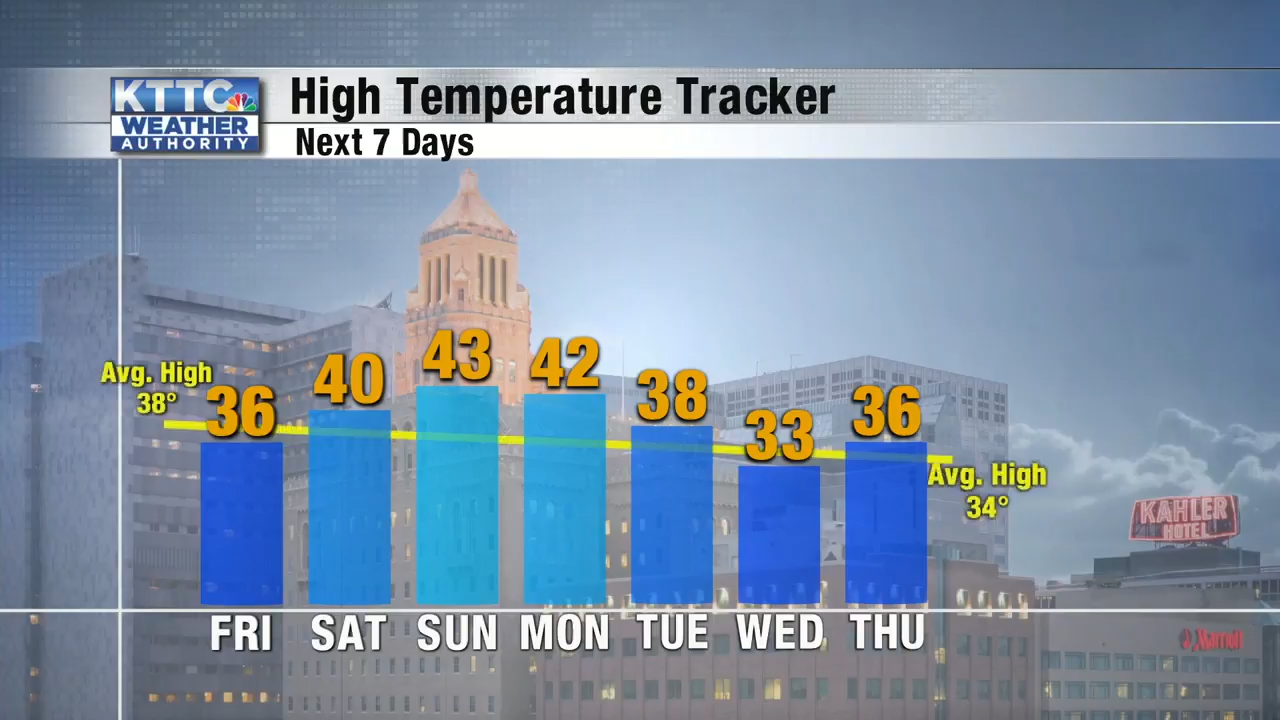 KTTC
WEATHER
AUTHORITY
High Temperature Tracker
Next 7 Days
Avg. High
38°
36
40
43
42
38
33
36
Avg. High
34°
KAHLER
HOTEL
Marriott
FRI SAT SUN MON TUE WED THU